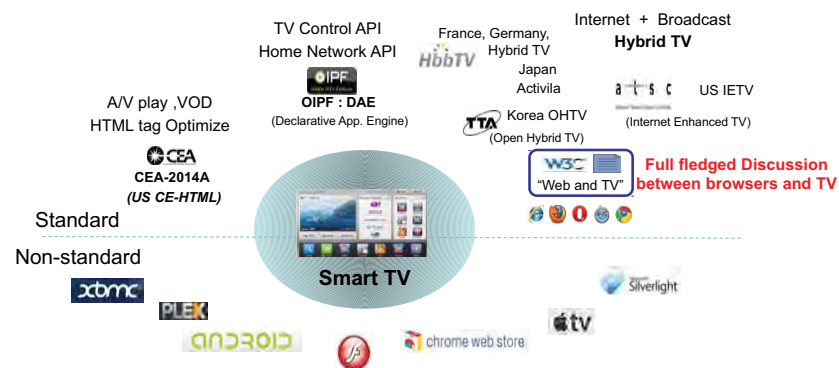 TV Control API
Home Network API
OIPF
OIPF : DAE
(Declarative App. Engine)
A/V play ,VOD
HTML tag Optimize
CEA
CEA-2014A
(US CE-HTML)
France, Germany,
HbbTV
Hybrid TV
Japan
Activila
TTA
Korea OHTV
(Open Hybrid TV)
Internet + Broadcast
Hybrid TV
atsc
US IETV
(Internet Enhanced TV)
W3C
“Web and TV”
Full fledged Discussion
between browsers and TV
Standard
Non-standard
Smart TV
xbmc
PLEX
ANDROID
chrome web store
tv
Silverlight